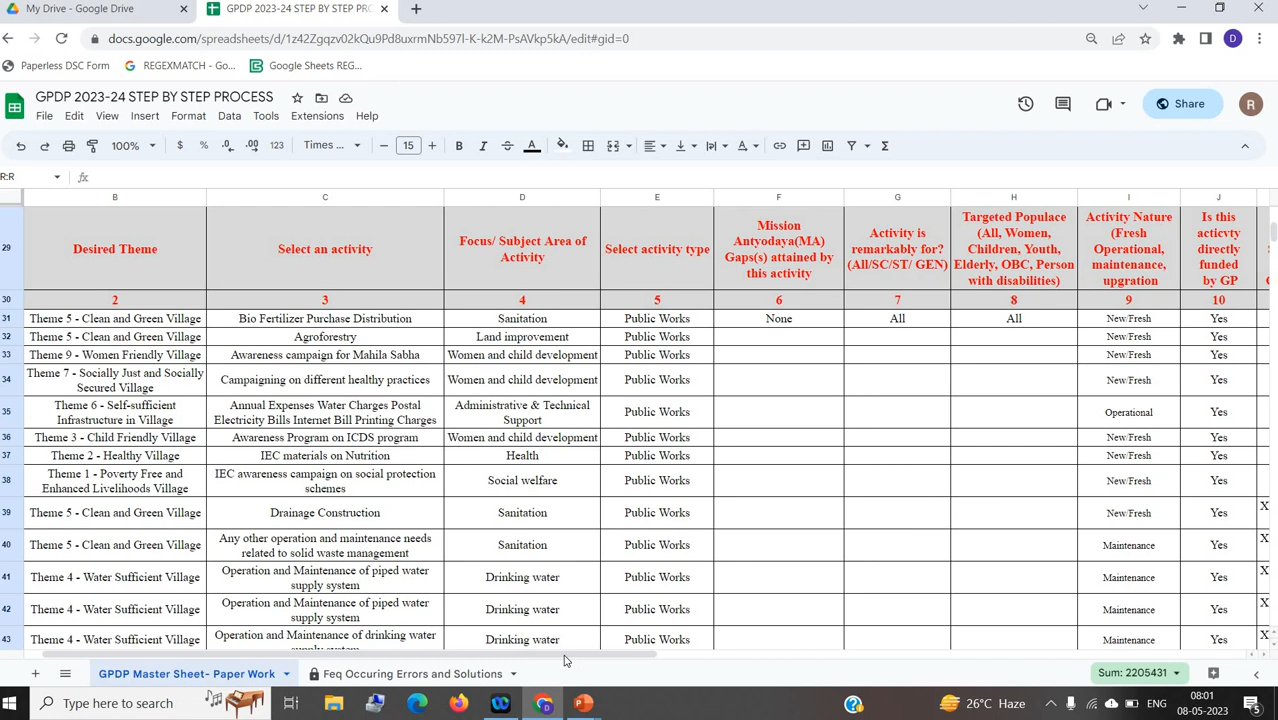 My Drive - Google Drive
GPDP 2023-24 STEP BY STEP PROC
docs.google.com/spreadsheets/d/1z42Zgqzv02kQu9Pd8uxrmNb597l-K-k2M-PsAVkp5kA/edit#gid=0
Paperless DSC Form
REGEXMATCH - Go...
Google Sheets REG...
D
GPDP 2023-24 STEP BY STEP PROCESS
File Edit View Insert Format Data Tools Extensions Help
Share
R
100% $ % .0 .00 123 Times ... 15 B I A
R:R fx
B C D E F G H I J
29 Desired Theme
Select an activity
Focus/ Subject Area of
Activity
Select activity type
Mission
Antyodaya(MA)
Gaps(s) attained by
this activity
Activity is
remarkably for?
(All/SC/ST/ GEN)
Targeted Populace
(All, Women,
Children, Youth,
Elderly, OBC, Person
with disabilities)
Activity Nature
(Fresh
Operational,
maintenance,
upgration
Is this
acticvty
directly
funded
by GP
30 2 3 4 5 6 7 8 9 10
31 Theme 5 - Clean and Green Village Bio Fertilizer Purchase Distribution Sanitation Public Works None All All New/Fresh Yes
32 Theme 5 - Clean and Green Village Agroforestry Land improvement Public Works New/Fresh Yes
33 Theme 9 - Women Friendly Village Awareness campaign for Mahila Sabha Women and child development Public Works New/Fresh Yes
34 Theme 7 - Socially Just and Socially
Secured Village Campaigning on different healthy practices Women and child development Public Works New/Fresh Yes
35 Theme 6 - Self-sufficient
Infrastructure in Village
Annual Expenses Water Charges Postal
Electricity Bills Internet Bill Printing Charges
Administrative & Technical
Support
Public Works Operational Yes
36 Theme 3 - Child Friendly Village Awareness Program on ICDS program Women and child development Public Works New/Fresh Yes
37 Theme 2 - Healthy Village IEC materials on Nutrition Health Public Works New/Fresh Yes
38 Theme 1 - Poverty Free and
Enhanced Livelihoods Village
IEC awareness campaign on social protection
schemes
Social welfare Public Works New/Fresh Yes
39 Theme 5 - Clean and Green Village Drainage Construction Sanitation Public Works New/Fresh Yes X
40 Theme 5 - Clean and Green Village
Any other operation and maintenance needs
related to solid waste management
Sanitation Public Works Maintenance Yes X
41 Theme 4 - Water Sufficient Village
Operation and Maintenance of piped water
supply system
Drinking water Public Works Maintenance Yes X
42 Theme 4 - Water Sufficient Village
Operation and Maintenance of piped water
supply system
Drinking water Public Works Maintenance Yes X
43 Theme 4 - Water Sufficient Village
Operation and Maintenance of drinking water
supply system
Drinking water Public Works Maintenance Yes X
GPDP Master Sheet- Paper Work
Feq Occuring Errors and Solutions
Sum: 2205431
Type here to search
26°C Haze
ENG
08:01
08-05-2023
5